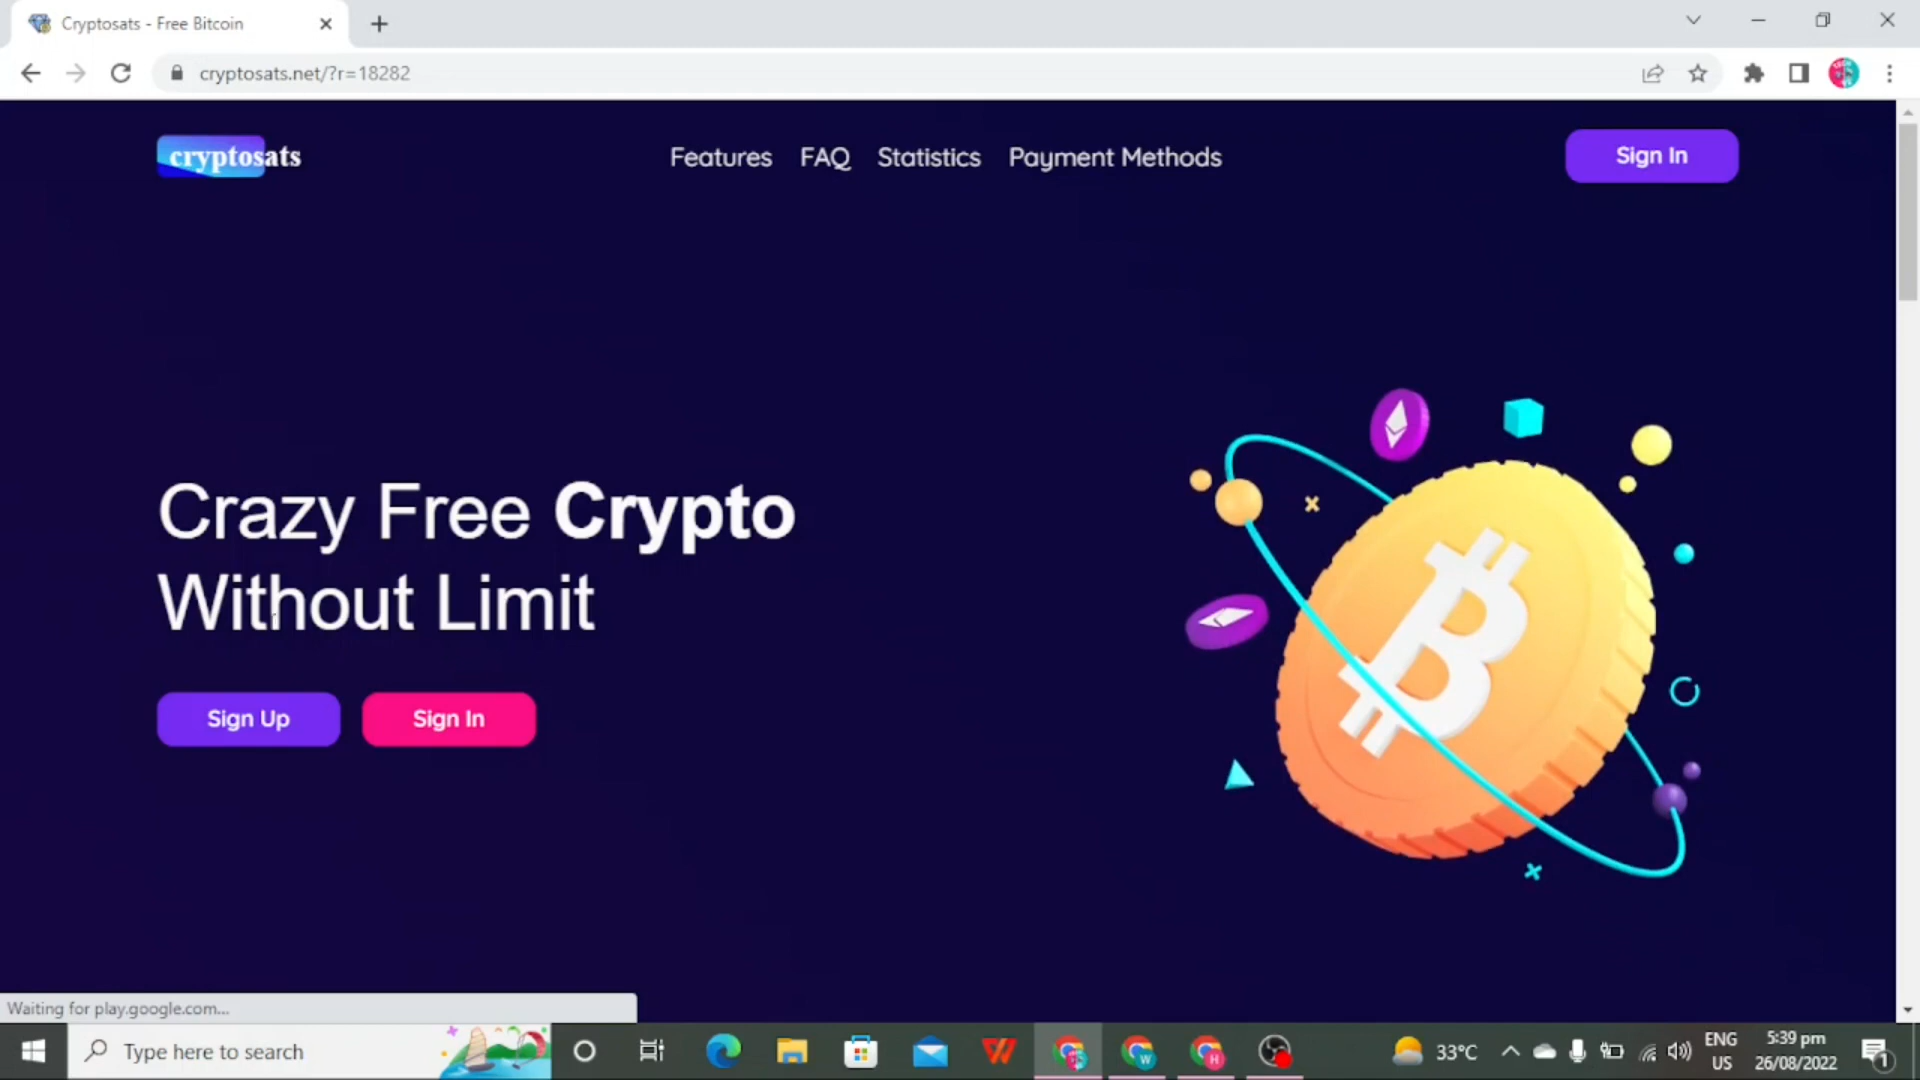 Cryptosats - Free Bitcoin
cryptosats.net/?r=18282
cryptosats
Features FAQ Statistics Payment Methods
Sign In
Crazy Free Crypto
Without Limit
Sign Up Sign In
Waiting for play.google.com...
Type here to search
33°C
ENG
US
5:39 pm
26/08/2022
1